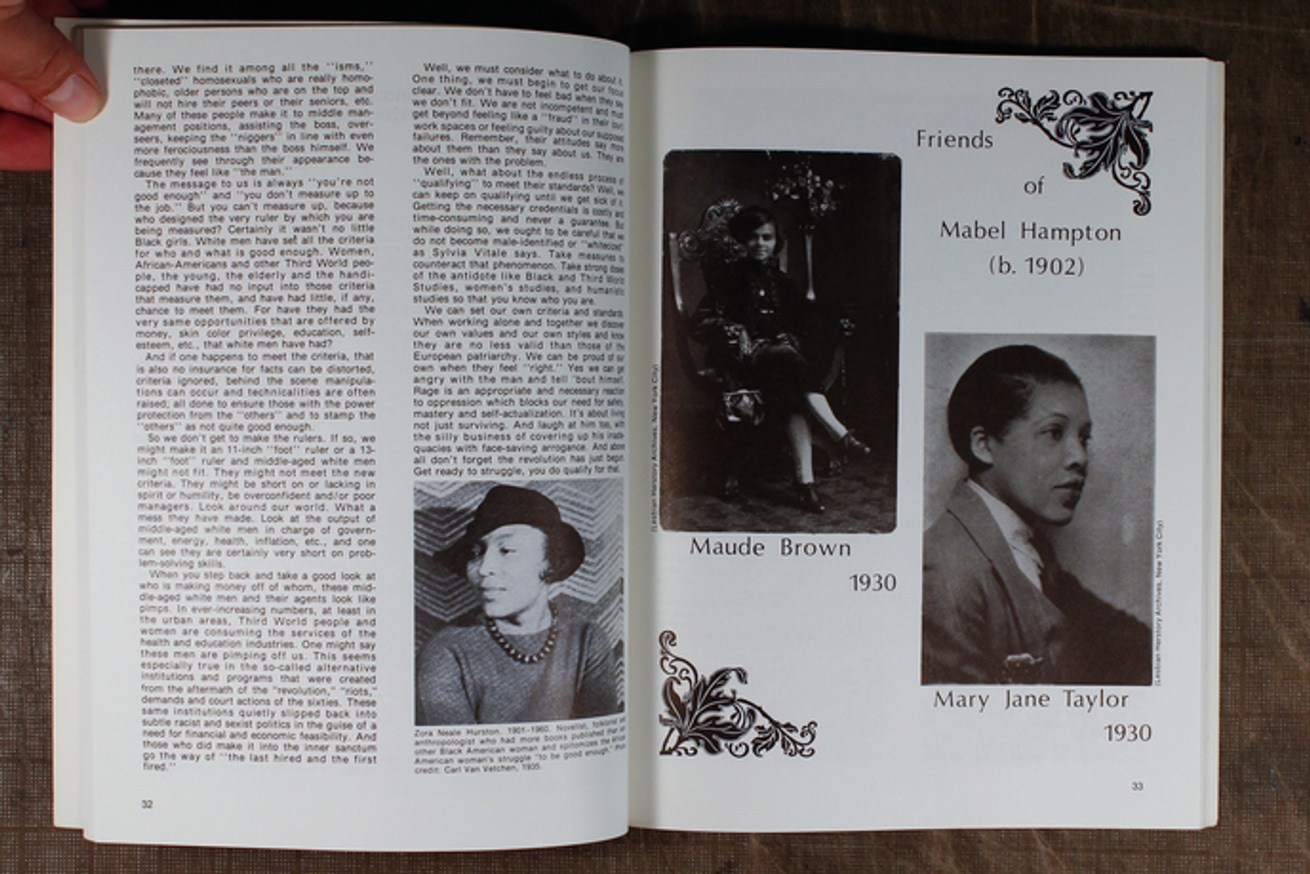 there. We find it among all the "isms,"
"closeted" homosexuals who are really homo-
phobic, older persons who are on the top and
will not hire their peers or their seniors, etc.
Many of these people make it to middle man-
agement positions, assisting the boss, over-
seers, keeping the "niggers" in line with even
more ferociousness than the boss himself. We
frequently see through their appearance be-
cause they feel like "the man."
The message to us is always "you're not
good enough" and "you don't measure up to
the job." But you can't measure up, because
who designed the very ruler by which you are
being measured? Certainly it wasn't no little
Black girls. White men have set all the criteria
for who and what is good enough. Women,
African-Americans and other Third World peo-
ple, the young, the elderly and the handi-
capped have had no input into those criteria
that measure them, and have had little, if any,
chance to meet them. For have they had the
very same opportunities that are offered by
money, skin color privilege, education, self-
esteem, etc., that white men have had?
And if one happens to meet the criteria, that
is also no insurance for facts can be distorted,
criteria ignored, behind the scene manipula-
tions can occur and technicalities are often
raised; all done to ensure those with the power
protection from the "others" and to stamp the
"others" as not quite good enough.
So we don't get to make the rulers. If so, we
might make it an 11-inch "foot" ruler or a 13-
inch "foot" ruler and middle-aged white men
might not fit. They might not meet the new
criteria. They might be short on or lacking in
spirit or humility, be overconfident and/or poor
managers. Look around our world. What a
mess they have made. Look at the output of
middle-aged white men in charge of govern-
ment, energy, health, inflation, etc., and one
can see they are certainly very short on prob-
lem-solving skills.
When you step back and take a good look at
who is making money off of whom, these mid-
dle-aged white men and their agents look like
pimps. In ever-increasing numbers, at least in
the urban areas, Third World people and
women are consuming the services of the
health and education industries. One might say
these men are pimping off us. This seems
especially true in the so-called alternative
institutions and programs that were created
from the aftermath of the "revolution," "riots,"
demands and court actions of the sixties. These
same institutions quietly slipped back into
subtle racist and sexist politics in the guise of a
need for financial and economic feasibility. And
those who did make it into the inner sanctum
go the way of "the last hired and the first
fired."
32
Well, we must consider what to do about it.
One thing, we must begin to get our focus
clear. We don't have to feel bad when they say
we don't fit. We are not incompetent and must
get beyond feeling like a "fraud" in their
work spaces or feeling guilty about our supposed
failures. Remember, their attitudes say more
about them than they say about us. They are
the ones with the problem.
Well, what about the endless process of
"qualifying" to meet their standards? Well, we
can keep on qualifying until we get sick of it.
Getting the necessary credentials is costly and
time-consuming and never a guarantee. But
while doing so, we ought to be careful that we
do not become male-identified or "whitecized"
as Sylvia Vitale says. Take measures to
counteract that phenomenon. Take strong doses
of the antidote like Black and Third World
Studies, women's studies, and humanistic
studies so that you know who you are.
We can set our own criteria and standards.
When working alone and together we discover
our own values and our own styles and know
they are no less valid than those of the
European patriarchy. We can be proud of our
own when they feel "right." Yes we can get
angry with the man and tell 'bout himself.
Rage is an appropriate and necessary reaction
to oppression which blocks our need for safety,
mastery and self-actualization. It's about living
not just surviving. And laugh at him too, with
the silly business of covering up his inade-
quacies with face-saving arrogance. And above
all don't forget the revolution has just begun.
Get ready to struggle, you do qualify for that.
Zora Neale Hurston. 1901-1960. Novelist, folklorist and
anthropologist who had more books published than any
other Black American woman and epitomizes the African
American woman's struggle "to be good enough." Photo
credit: Carl Van Vetchen, 1935.
(Lesbian Herstory Archives, New York City)
Friends
of
Mabel Hampton
(b. 1902)
Maude Brown
1930
(Lesbian Herstory Archives, New York City)
Mary Jane Taylor
1930
33